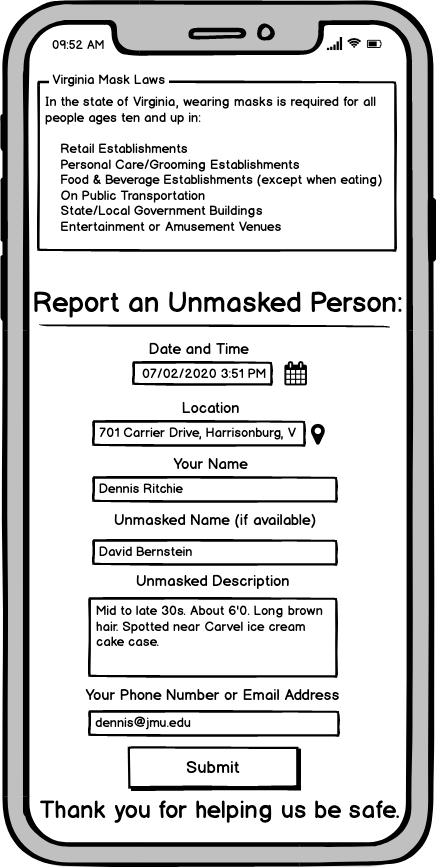 09:52 AM
Virginia Mask Laws
In the state of Virginia, wearing masks is required for all
people ages ten and up in:
Retail Establishments
Personal Care/Grooming Establishments
Food & Beverage Establishments (except when eating)
On Public Transportation
State/Local Government Buildings
Entertainment or Amusement Venues
Report an Unmasked Person:
Date and Time
07/02/2020 3:51 PM
Location
701 Carrier Drive, Harrisonburg, V
Your Name
Dennis Ritchie
Unmasked Name (if available)
David Bernstein
Unmasked Description
Mid to late 30s. About 6'0. Long brown
hair. Spotted near Carvel ice cream
cake case.
Your Phone Number or Email Address
dennis@jmu.edu
Submit
Thank you for helping us be safe.